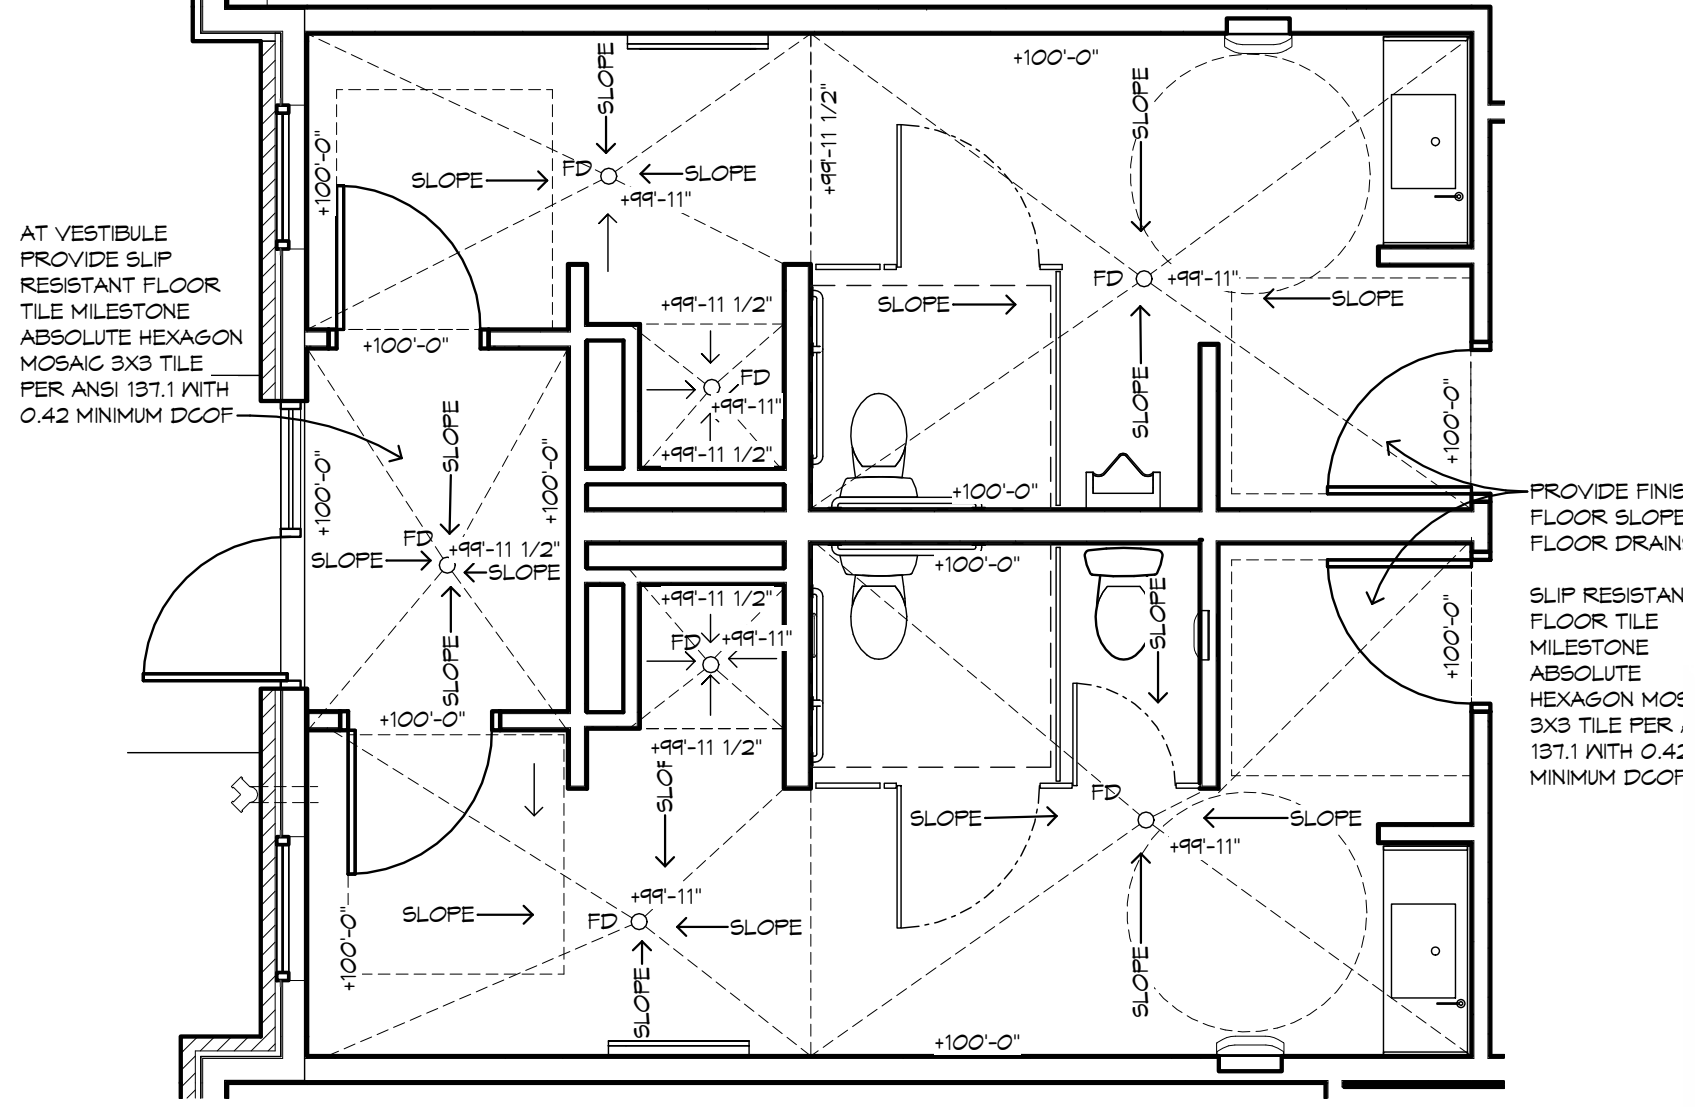 SLOPE
+100'-0"
SLOPE
+99'-11 1/2"
+100'-0"
FD
SLOPE
SLOPE
+99'-11"
AT VESTIBULE
PROVIDE SLIP
RESISTANT FLOOR
TILE MILESTONE
ABSOLUTE HEXAGON
MOSAIC 3X3 TILE
PER ANSI 137.1 WITH
0.42 MINIMUM DCOF
FD
+99'-11"
SLOPE
SLOPE
+99'-11 1/2"
+100'-0"
FD
+99'-11"
+99'-11 1/2"
SLOPE
SLOPE
+100'-0"
+100'-0"
+100'-0"
+100'-0"
FD
+99'-11 1/2"
SLOPE
SLOPE
SLOPE
+100'-0"
PROVIDE
FLOOR
FLOOR
SLIP
FLOOR TILE
MILESTONE
ABSOLUTE
HEXAGON
3X3 TILE PER
137.1 WITH
MINIMUM DCOF
+99'-11 1/2"
FD
+99'-11"
SLOPE
+100'-0"
+100'-0"
+99'-11 1/2"
FD
SLOPE
SLOPE
+99'-11"
+99'-11"
SLOPE
FD
SLOPE
+100'-0"
SLOPE
SLOPE
+100'-0"